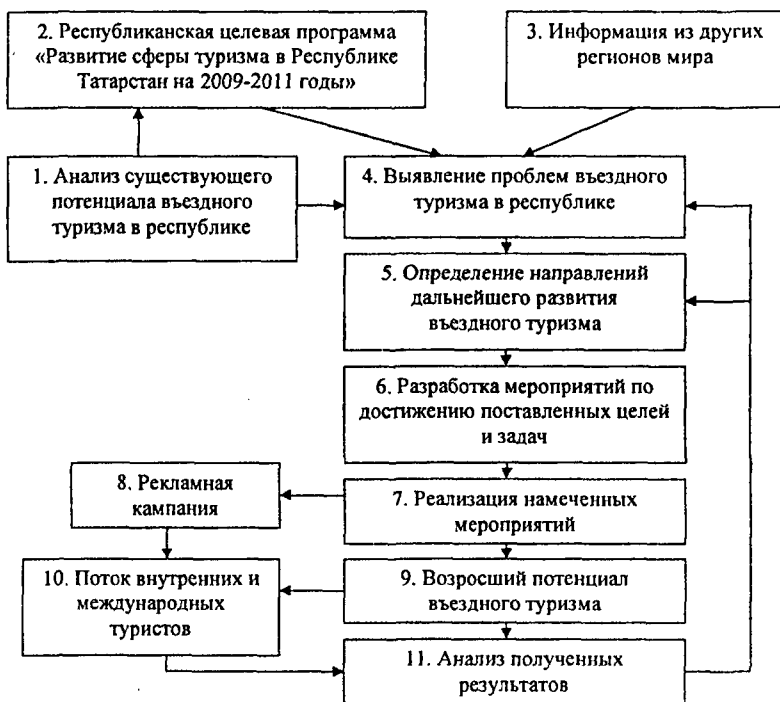 2. Республиканская целевая программа
«Развитие сферы туризма в Республике
Татарстан на 2009-2011 годы»
3. Информация из других
регионов мира
1. Анализ существующего
потенциала въездного
туризма в республике
4. Выявление проблем въездного
туризма в республике
5. Определение направлений
дальнейшего развития
въездного туризма
6. Разработка мероприятий по
достижению поставленных целей
и задач
8. Рекламная
кампания
7. Реализация намеченных
мероприятий
10. Поток внутренних и
международных
туристов
9. Возросший потенциал
въездного туризма
11. Анализ полученных
результатов